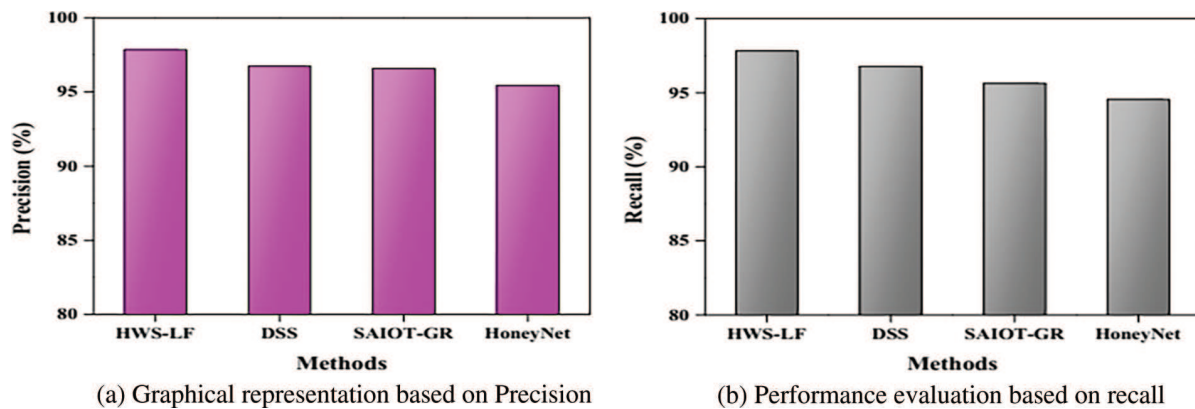 100
95
90
85
80
Precision (%)
HWS-LF DSS SAIOT-GR HoneyNet
Methods
(a) Graphical representation based on Precision
100
95
90
85
80
Recall (%)
HWS-LF DSS SAIOT-GR HoneyNet
Methods
(b) Performance evaluation based on recall